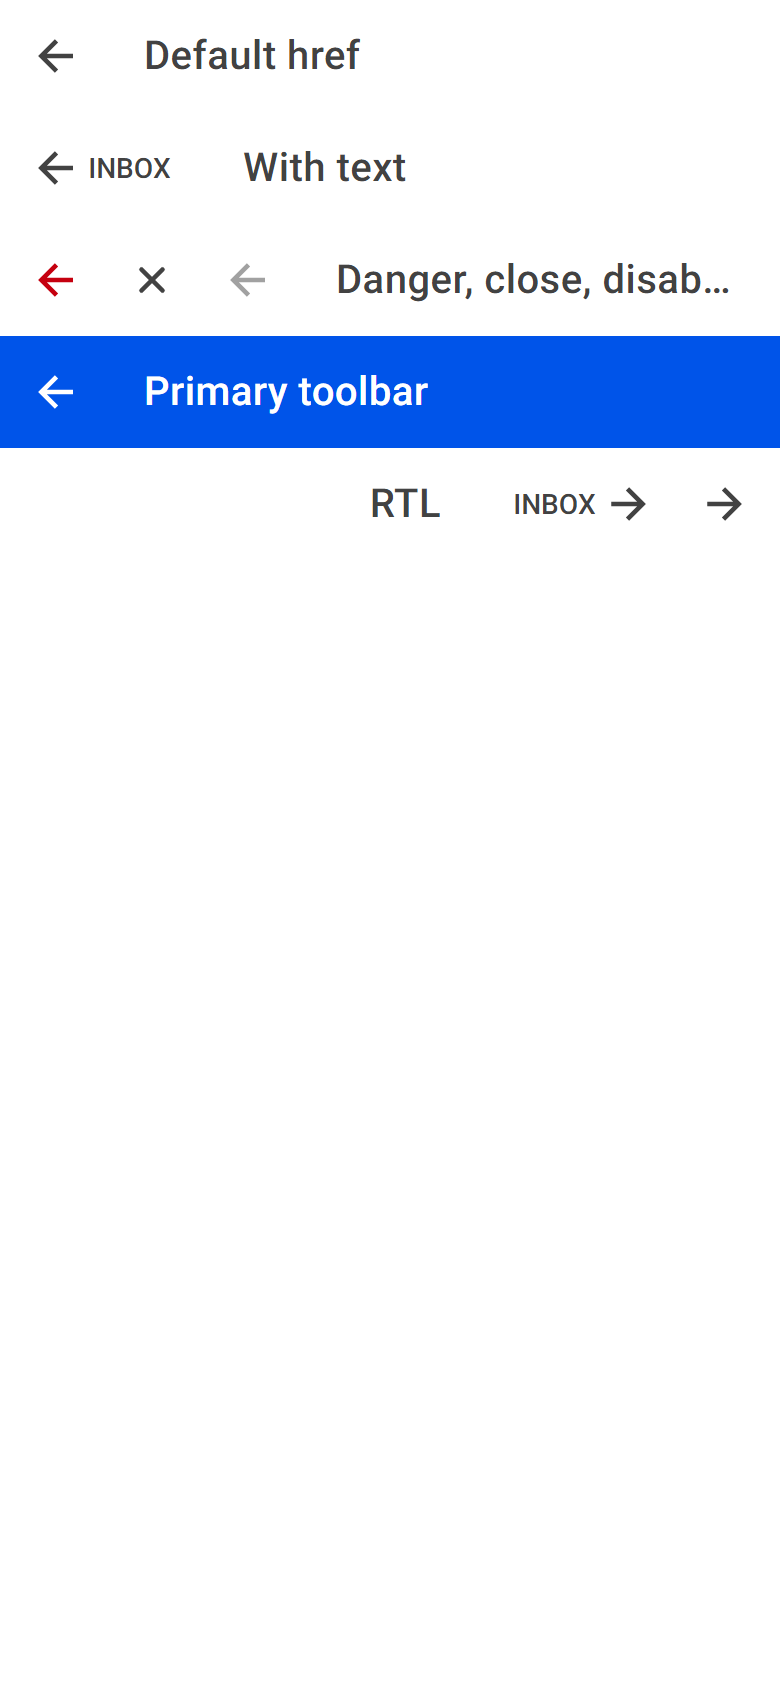 Default href
INBOX With text
Danger, close, disab...
Primary toolbar
RTL INBOX